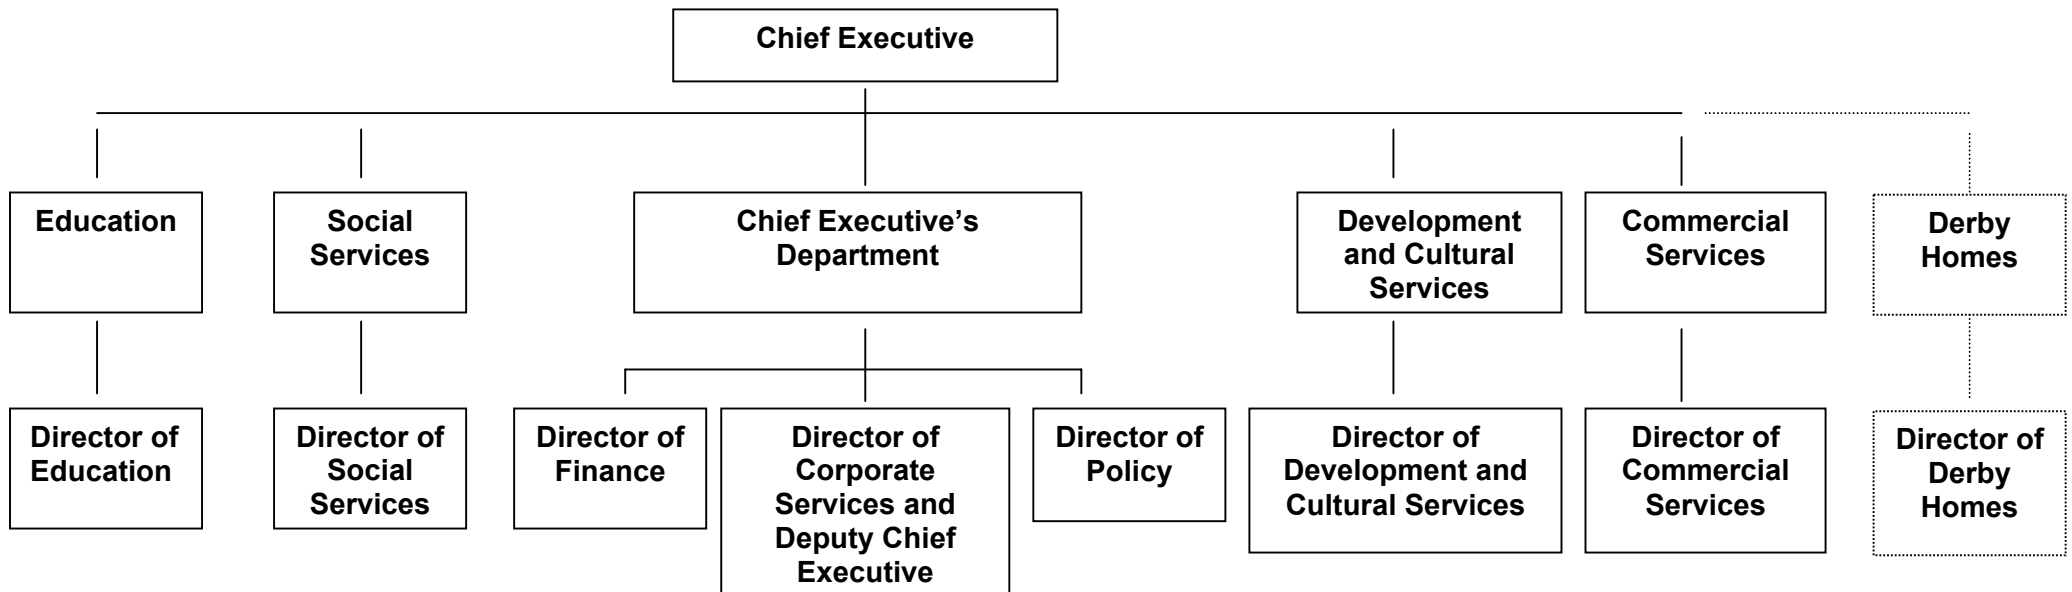 Chief Executive
Education
Social
Services
Chief Executive’s
Department
Development
and Cultural
Services
Commercial
Services
Derby
Homes
Director of
Education
Director of
Social
Services
Director of
Finance
Director of
Corporate
Services and
Deputy Chief
Executive
Director of
Policy
Director of
Development and
Cultural Services
Director of
Commercial
Services
Director of
Derby
Homes